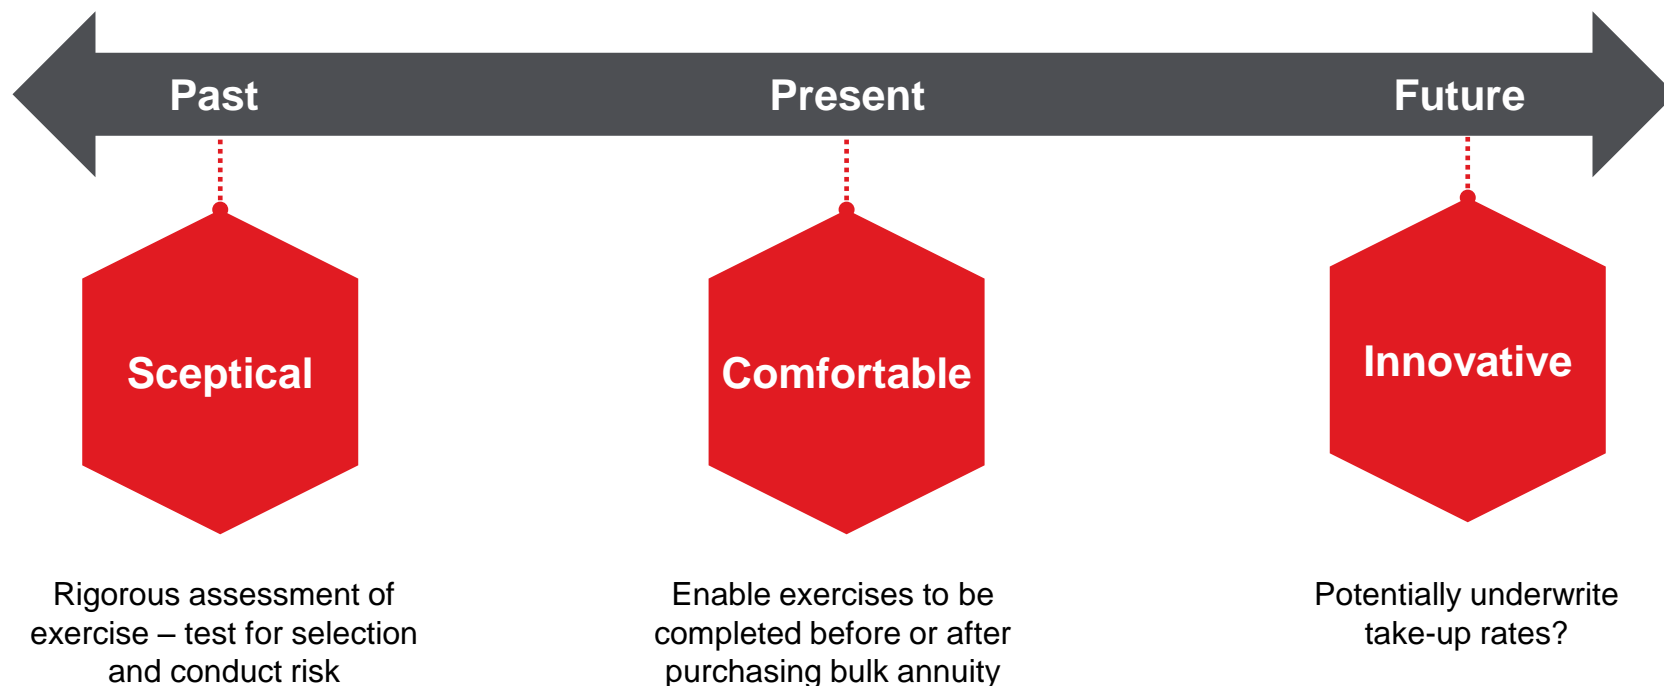 Past
Present
Future
Sceptical
Comfortable
Innovative
Rigorous assessment of
exercise – test for selection
and conduct risk
Enable exercises to be
completed before or after
purchasing bulk annuity
Potentially underwrite
take-up rates?